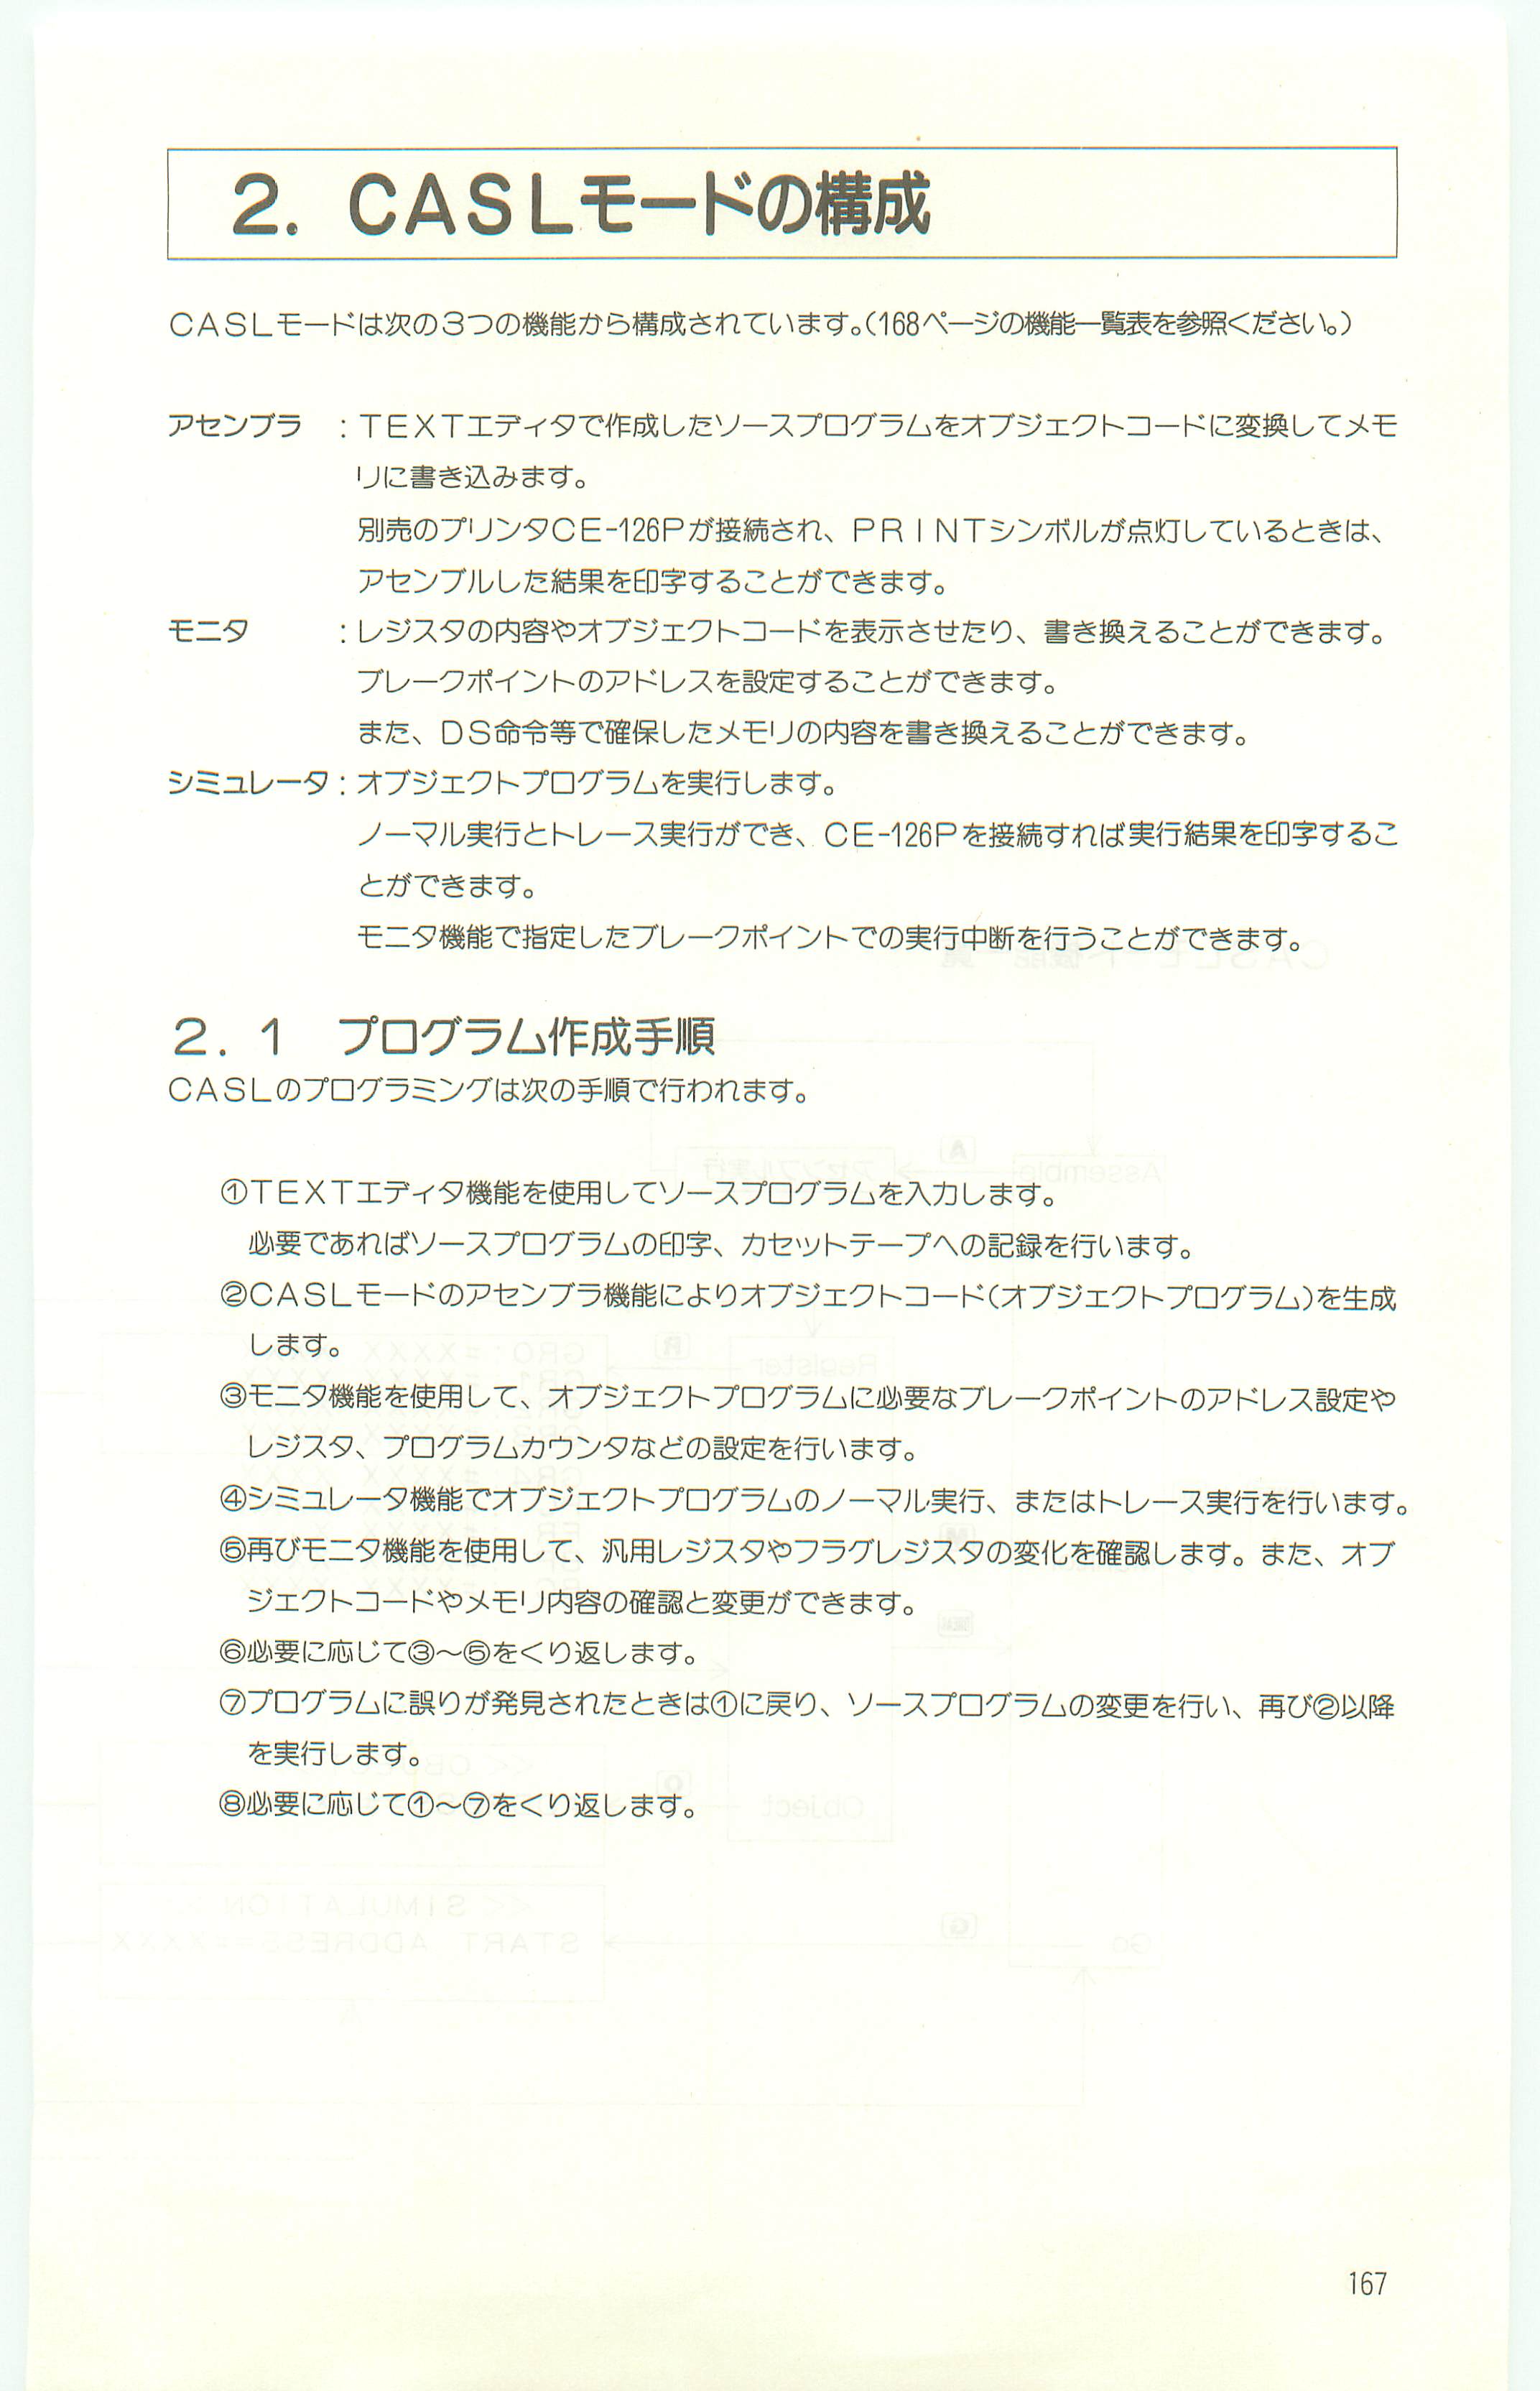 2. CASLモードの構成
CASLモードは次の3つの機能から構成されています。(168ページの機能一覧表を参照ください。)
アセンブラ : TEXTエディタで作成したソースプログラムをオブジェクトコードに変換してメモ
リに書き込みます。
別売のプリンタCE-126Pが接続され、PRINTシンボルが点灯しているときは、
アセンブルした結果を印字することができます。
モニタ : レジスタの内容やオブジェクトコードを表示させたり、書き換えることができます。
ブレークポイントのアドレスを設定することができます。
また、DS命令等で確保したメモリの内容を書き換えることができます。
シミュレータ : オブジェクトプログラムを実行します。
ノーマル実行とトレース実行ができ、CE-126Pを接続すれば実行結果を印字するこ
とができます。
モニタ機能で指定したブレークポイントでの実行中断を行うことができます。
2.1 プログラム作成手順
CASLのプログラミングは次の手順で行われます。
①TEXTエディタ機能を使用してソースプログラムを入力します。
必要であればソースプログラムの印字、カセットテープへの記録を行います。
②CASLモードのアセンブラ機能によりオブジェクトコード(オブジェクトプログラム)を生成
します。
③モニタ機能を使用して、オブジェクトプログラムに必要なブレークポイントのアドレス設定や
レジスタ、プログラムカウンタなどの設定を行います。
④シミュレータ機能でオブジェクトプログラムのノーマル実行、またはトレース実行を行います。
⑤再びモニタ機能を使用して、汎用レジスタやフラグレジスタの変化を確認します。また、オブ
ジェクトコードやメモリ内容の確認と変更ができます。
⑥必要に応じて③〜⑤をくり返します。
⑦プログラムに誤りが発見されたときは①に戻り、ソースプログラムの変更を行い、再び②以降
を実行します。
⑧必要に応じて①〜⑦をくり返します。
167